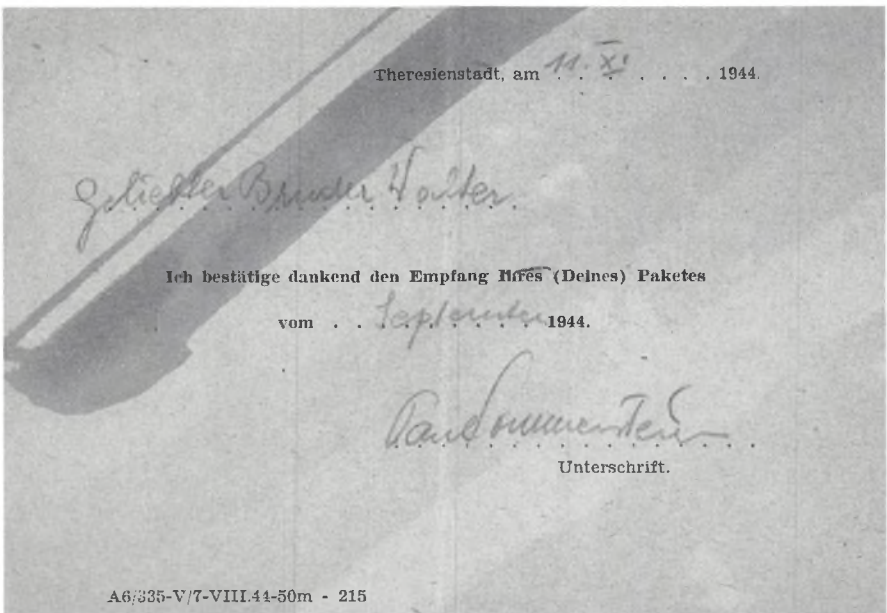 Theresienstadt, am 11. XI . . . . 1944.
Geliebter Bruder Walter.
Ich bestätige dankend den Empfang Ihres (Deines) Paketes
vom . . September 1944.
Unterschrift.
A6/335-V/7-VIII.44-50m - 215